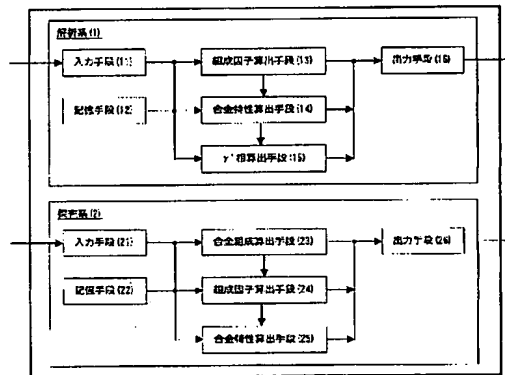 解析系(1)
入力手段(11)
組成因子算出手段(13)
出力手段(16)
記憶手段(12)
合金特性算出手段(14)
γ'相算出手段(15)
探索系(2)
入力手段(21)
合金組成算出手段(23)
出力手段(26)
記憶手段(22)
組成因子算出手段(24)
合金特性算出手段(25)